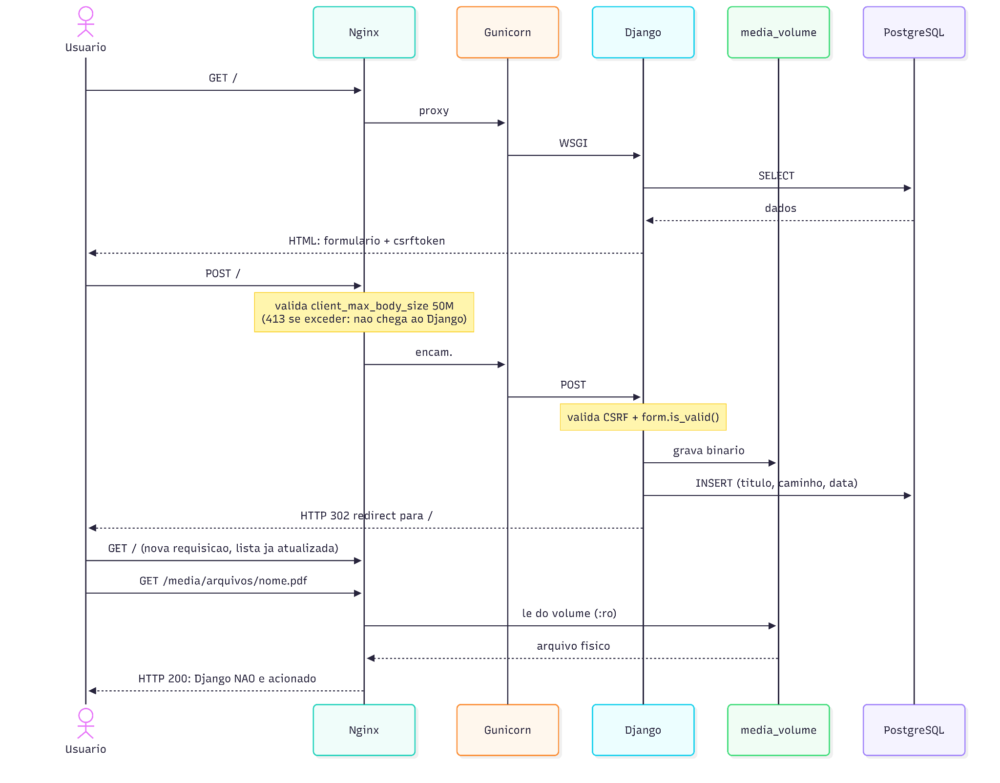 Usuario
Nginx
Gunicorn
Django
media_volume
PostgreSQL
GET /
proxy
WSGI
SELECT
dados
HTML: formulario + csrftoken
POST /
valida client_max_body_size 50M
(413 se exceder: nao chega ao Django)
encam.
POST
valida CSRF + form.is_valid()
grava binario
INSERT (titulo, caminho, data)
HTTP 302 redirect para /
GET / (nova requisicao, lista ja atualizada)
GET /media/arquivos/nome.pdf
le do volume (:ro)
arquivo fisico
HTTP 200: Django NAO e acionado
Usuario
Nginx
Gunicorn
Django
media_volume
PostgreSQL